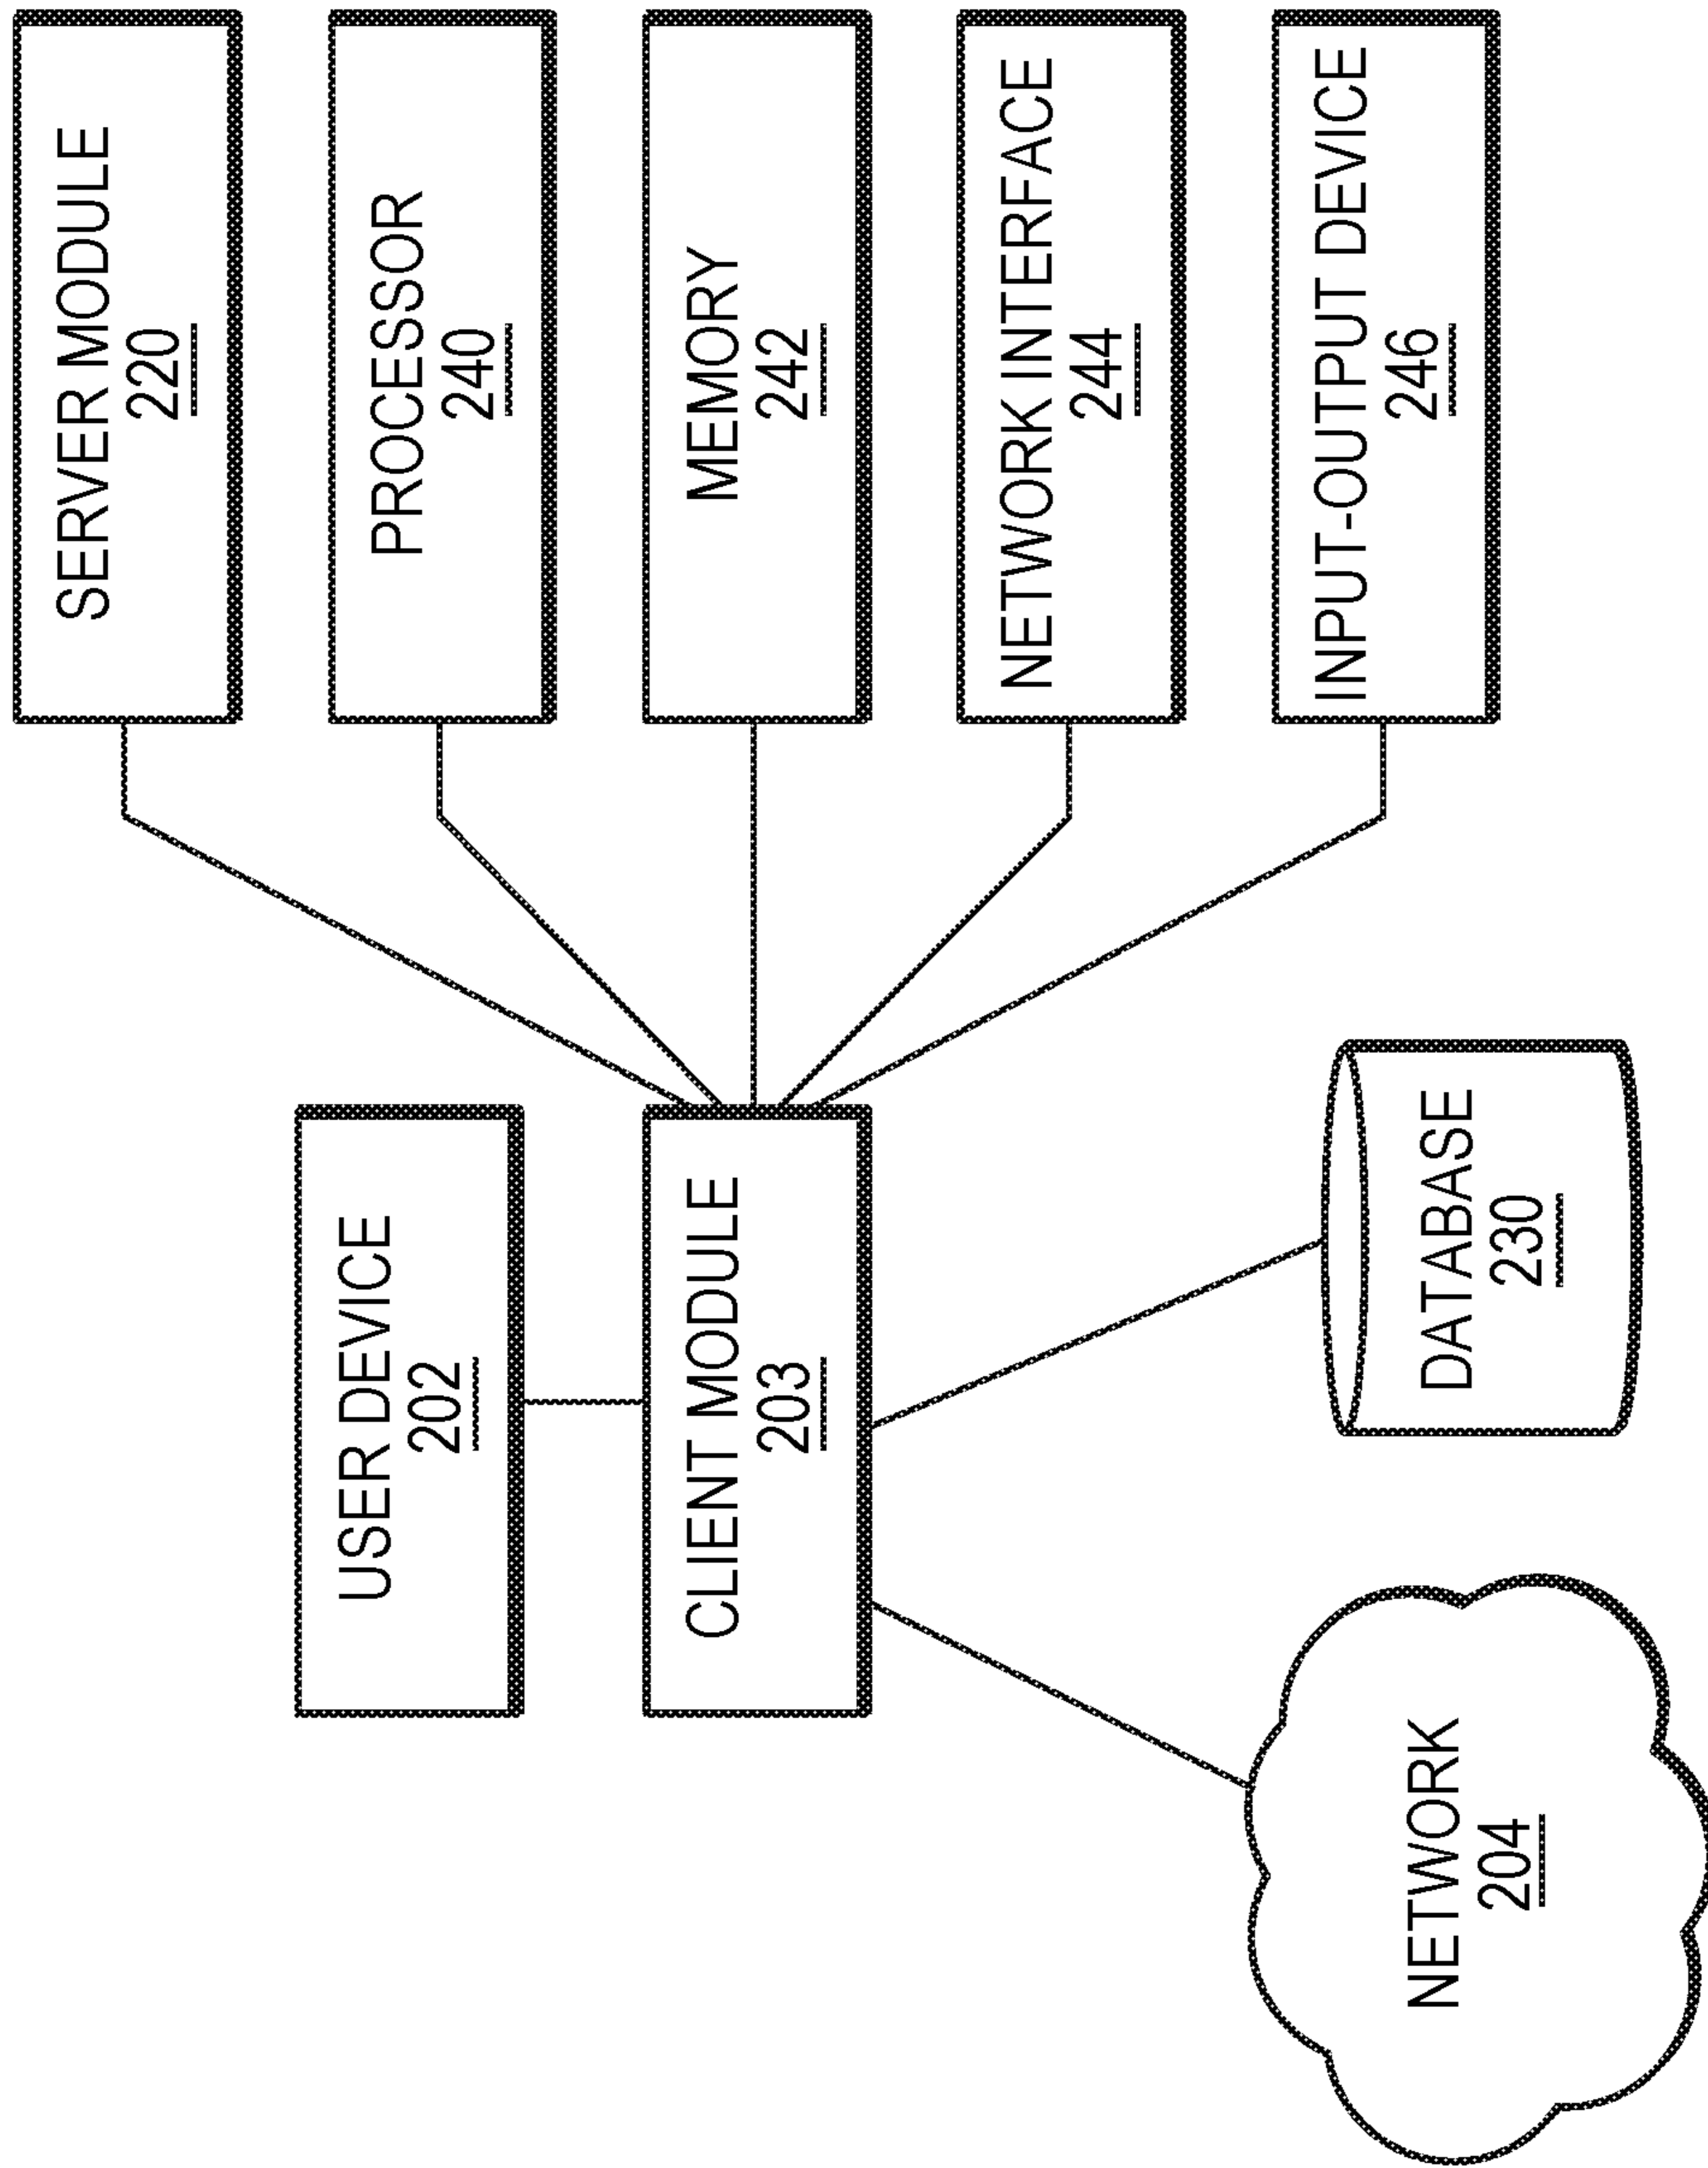 USER DEVICE
202
CLIENT MODULE
203
NETWORK
204
DATABASE
230
SERVER MODULE
220
PROCESSOR
240
MEMORY
242
NETWORK INTERFACE
244
INPUT-OUTPUT DEVICE
246